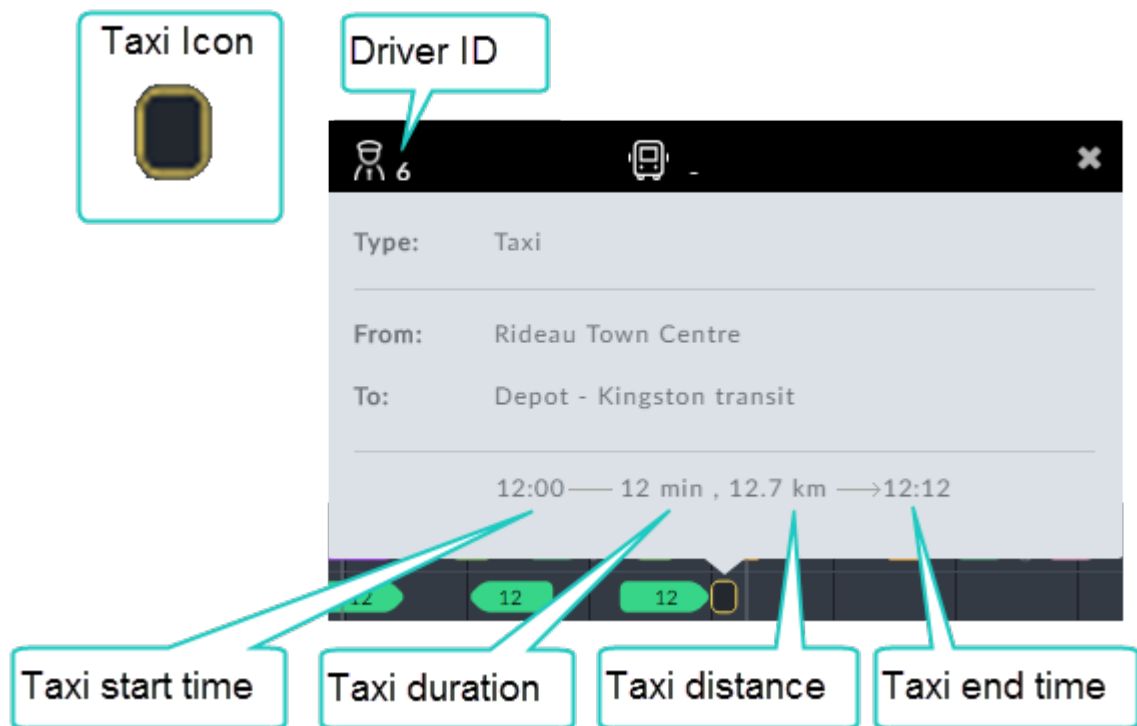 Taxi Icon
Driver ID
6 -
Type: Taxi
From: Rideau Town Centre
To: Depot - Kingston transit
12:00 — 12 min , 12.7 km → 12:12
12 12 12
Taxi start time
Taxi duration
Taxi distance
Taxi end time